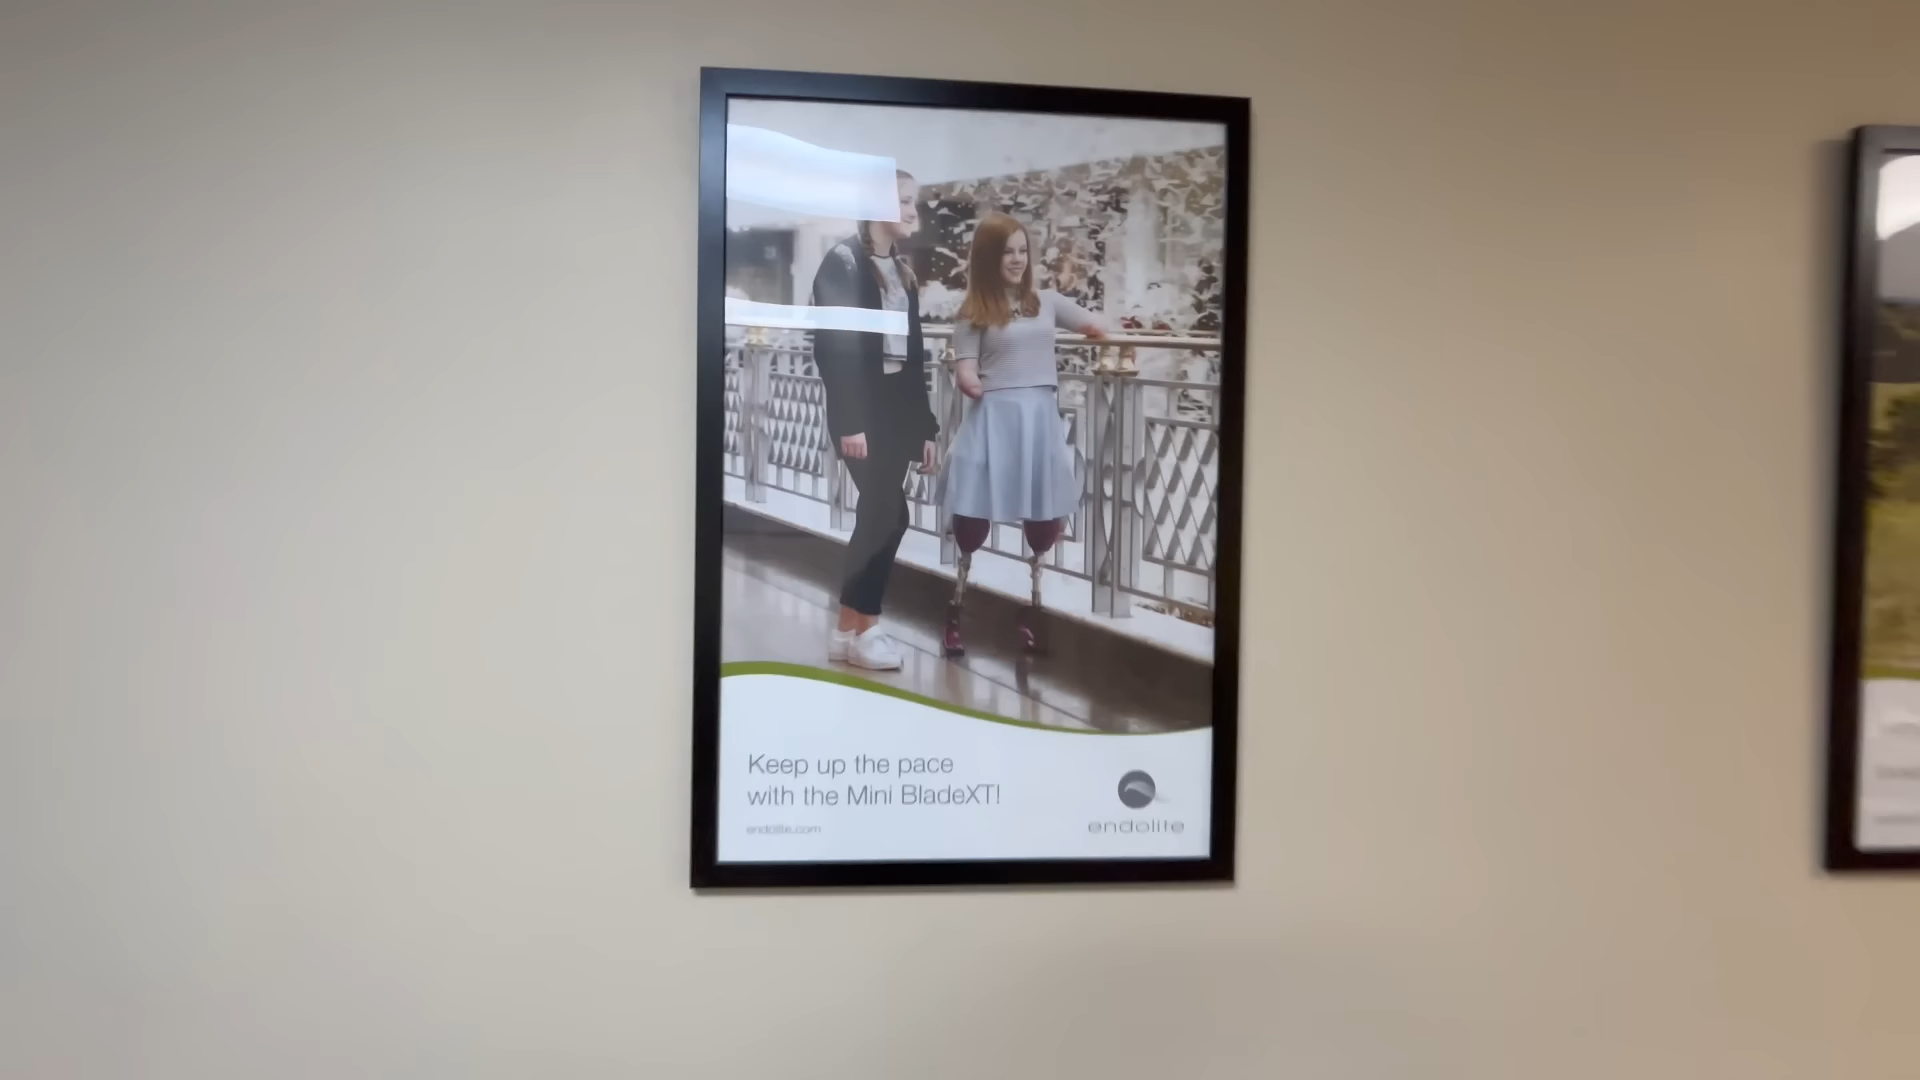 Keep up the pace
with the Mini BladeXT!
endolite.com
endolite